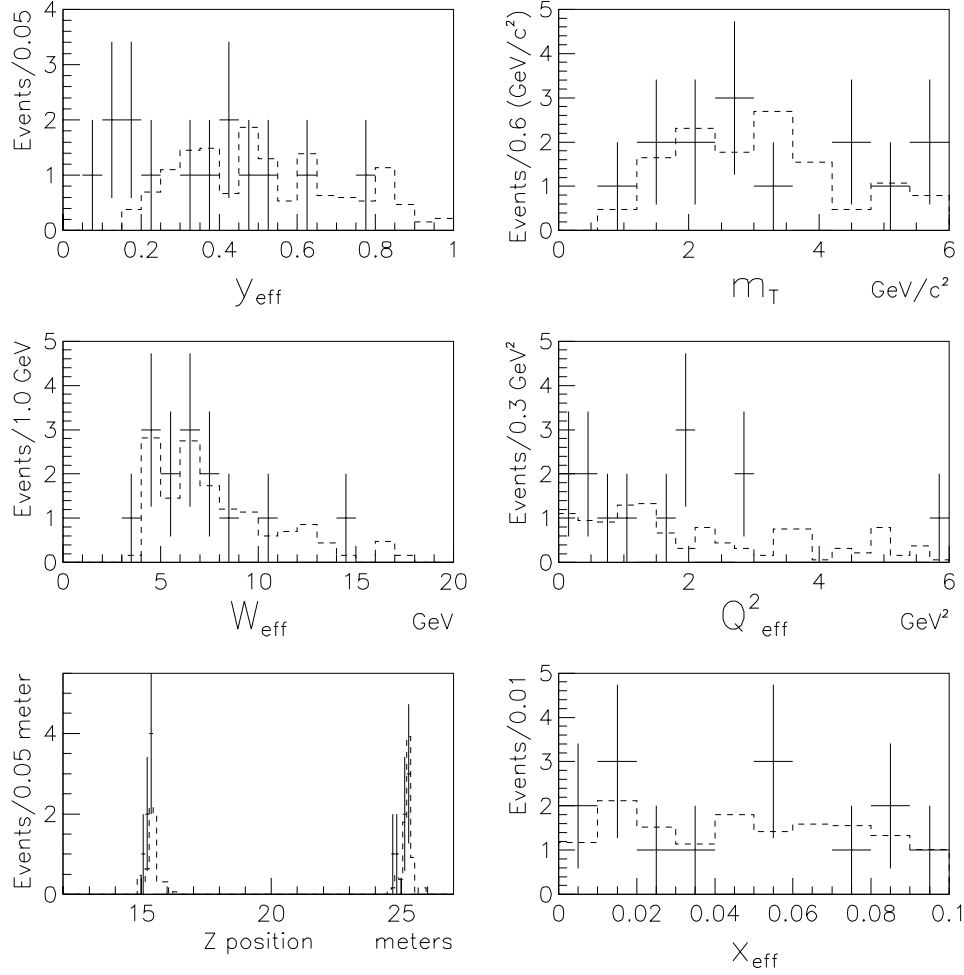 Events/0.05
4
3
2
1
0
0 0.2 0.4 0.6 0.8 1
y_eff
Events/0.6 (GeV/c²)
5
4
3
2
1
0
0 2 4 6
m_T GeV/c²
Events/1.0 GeV
5
4
3
2
1
0
0 5 10 15 20
W_eff GeV
Events/0.3 GeV²
5
4
3
2
1
0
0 2 4 6
Q²_eff GeV²
Events/0.05 meter
4
2
0
15 20 25
Z position meters
Events/0.01
5
4
3
2
1
0
0 0.02 0.04 0.06 0.08 0.1
x_eff